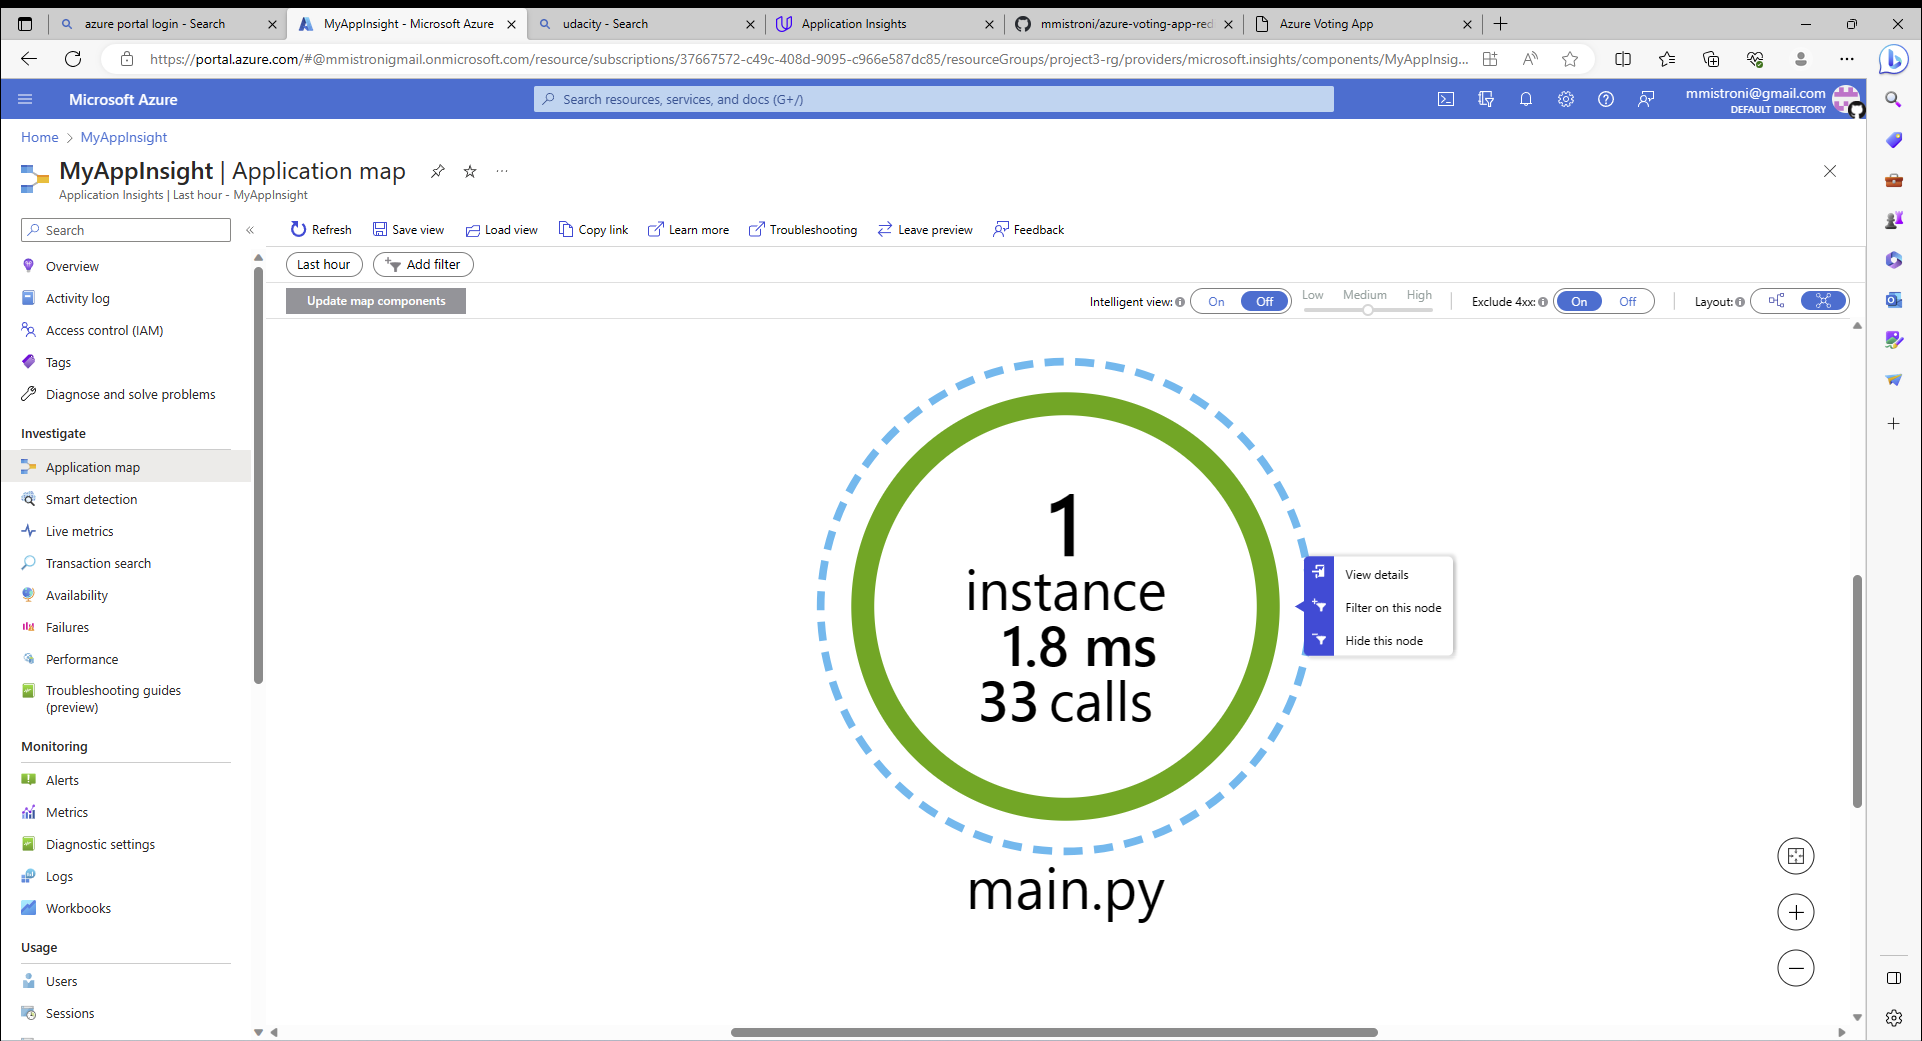 azure portal login - Search
MyAppInsight - Microsoft Azure
udacity - Search
Application Insights
mmistroni/azure-voting-app-red
Azure Voting App
https://portal.azure.com/#@mmistronigmail.onmicrosoft.com/resource/subscriptions/37667572-c49c-408d-9095-c966e587dc85/resourceGroups/project3-rg/providers/microsoft.insights/components/MyAppInsig...
Microsoft Azure
Search resources, services, and docs (G+/)
mmistroni@gmail.com
DEFAULT DIRECTORY
Home > MyAppInsight
MyAppInsight | Application map
Application Insights | Last hour - MyAppInsight
Search
Refresh
Save view
Load view
Copy link
Learn more
Troubleshooting
Leave preview
Feedback
Last hour
Add filter
Update map components
Intelligent view:
On
Off
Low
Medium
High
Exclude 4xx:
On
Off
Layout:
Overview
Activity log
Access control (IAM)
Tags
Diagnose and solve problems
Investigate
Application map
Smart detection
Live metrics
Transaction search
Availability
Failures
Performance
Troubleshooting guides
(preview)
Monitoring
Alerts
Metrics
Diagnostic settings
Logs
Workbooks
Usage
Users
Sessions
1
instance
1.8 ms
33 calls
main.py
View details
Filter on this node
Hide this node